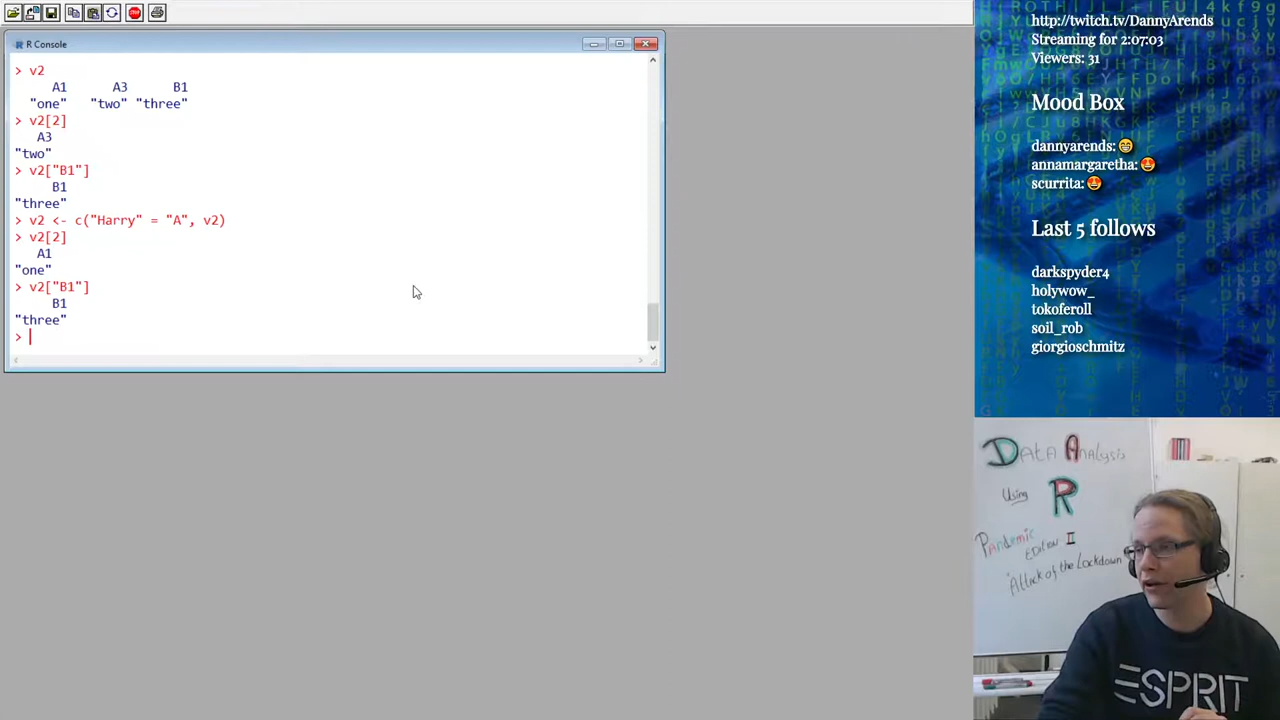 R Console
> v2
A1 A3 B1
"one" "two" "three"
> v2[2]
A3
"two"
> v2["B1"]
B1
"three"
> v2 <- c("Harry" = "A", v2)
> v2[2]
A1
"one"
> v2["B1"]
B1
"three"
>
STOP
http://twitch.tv/DannyArends
Streaming for 2:07:03
Viewers: 31
Mood Box
dannyarends: 😁
annamargaretha: 😍
scurrita: 😍
Last 5 follows
darkspyder4
holywow_
tokoferoll
soil_rob
giorgioschmitz
Data Analysis
Using R
Pandemic
Edition II
"Attack of the Lockdown
ESPRIT